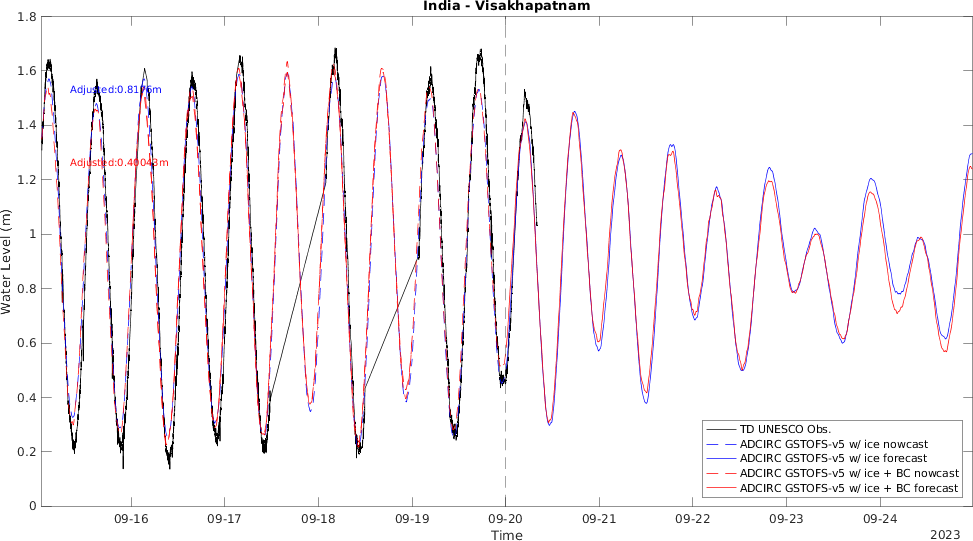 India - Visakhapatnam
1.8
1.6
1.4
1.2
1
0.8
0.6
0.4
0.2
0
Water Level (m)
Adjusted:0.40043m
TD UNESCO Obs.
ADCIRC GSTOFS-v5 w/ ice nowcast
ADCIRC GSTOFS-v5 w/ ice forecast
ADCIRC GSTOFS-v5 w/ ice + BC nowcast
ADCIRC GSTOFS-v5 w/ ice + BC forecast
09-16 09-17 09-18 09-19 09-20 09-21 09-22 09-23 09-24
Time
2023